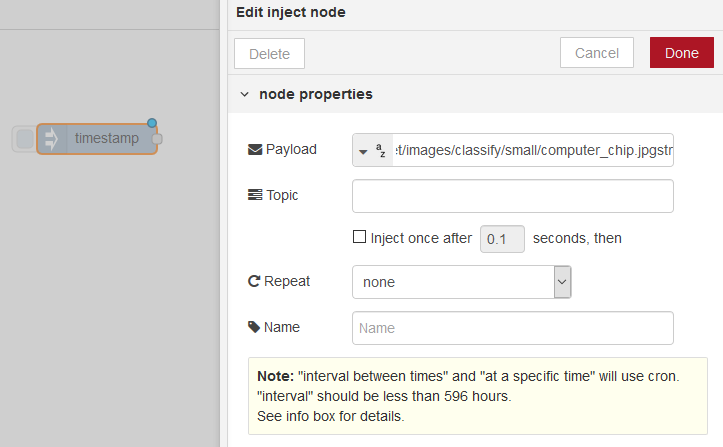 Edit inject node
Delete
Cancel
Done
node properties
timestamp
Payload
az
t/images/classify/small/computer_chip.jpgstr
Topic
Inject once after 0.1 seconds, then
Repeat
none
Name
Name
Note: "interval between times" and "at a specific time" will use cron.
"interval" should be less than 596 hours.
See info box for details.